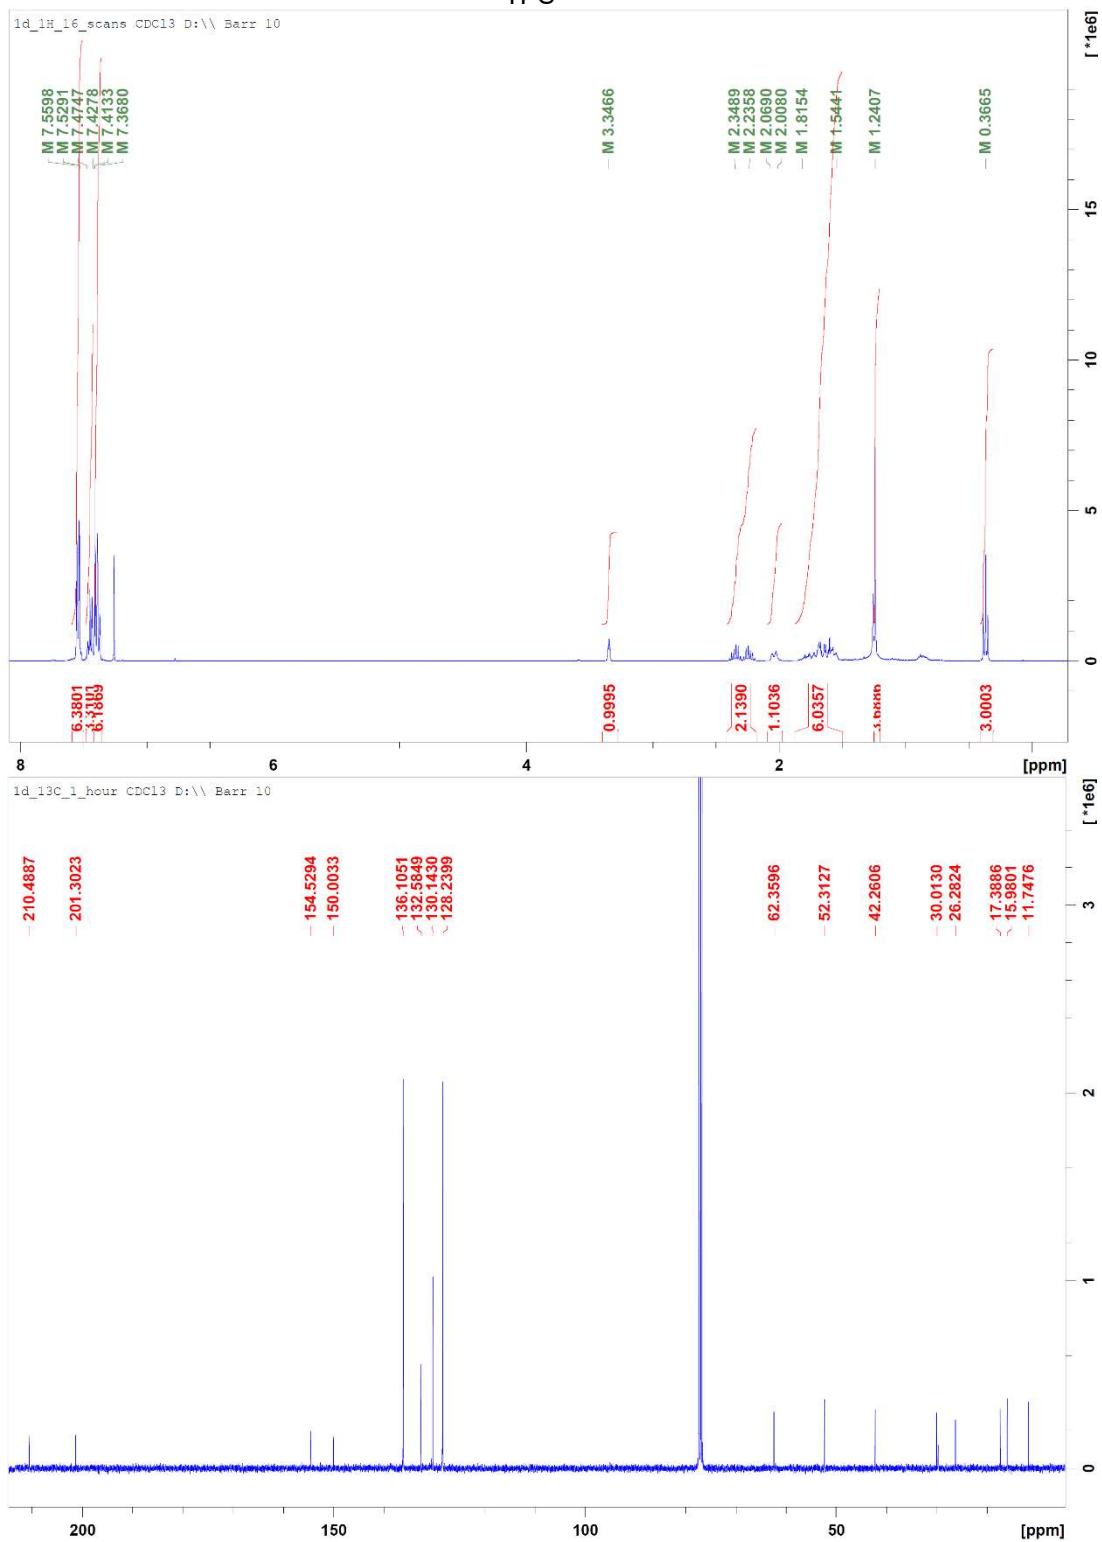 1d_1H_16_scans CDCl3 D:\\ Barr 10
[ *1e6]
M 7.5598
M 7.5291
M 7.4747
M 7.4278
M 7.4133
M 7.3680
M 3.3466
M 2.3489
M 2.2358
M 2.0690
M 2.0080
M 1.8154
M 1.5441
M 1.2407
M 0.3665
15
10
5
0
6.3801
3.3101
6.1869
0.9995
2.1390
1.1036
6.0357
3.6886
3.0003
8
6
4
2
[ppm]
1d_13C_1_hour CDCl3 D:\\ Barr 10
[ *1e6]
210.4887
201.3023
154.5294
150.0033
136.1051
132.5849
130.1430
128.2399
62.3596
52.3127
42.2606
30.0130
26.2824
17.3886
15.9801
11.7476
3
2
1
0
200
150
100
50
[ppm]